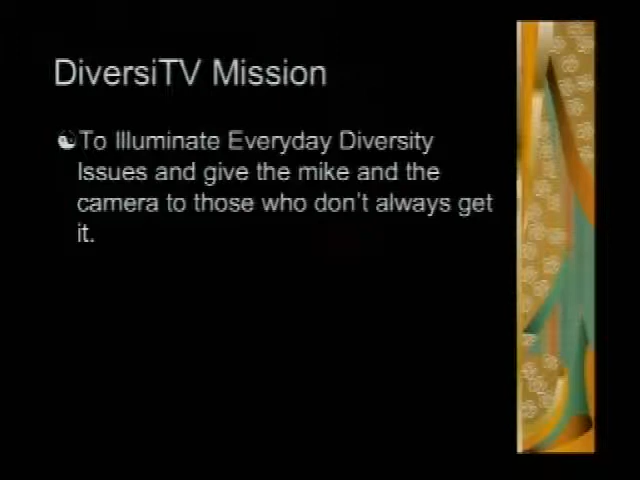 DiversiTV Mission
☯To Illuminate Everyday Diversity
Issues and give the mike and the
camera to those who don't always get
it.